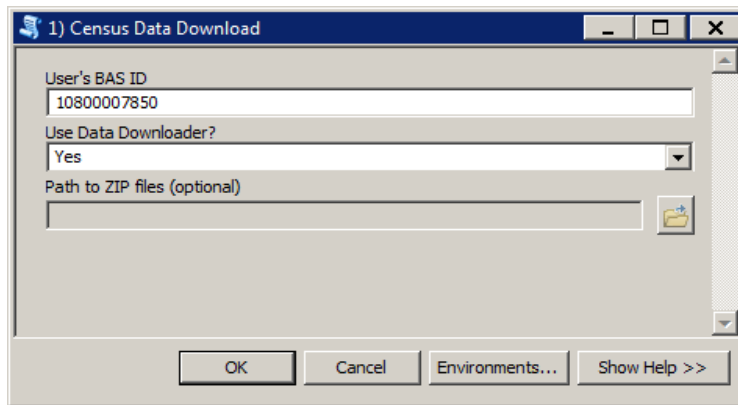 1) Census Data Download
User's BAS ID
10800007850
Use Data Downloader?
Yes
Path to ZIP files (optional)
OK Cancel Environments... Show Help >>